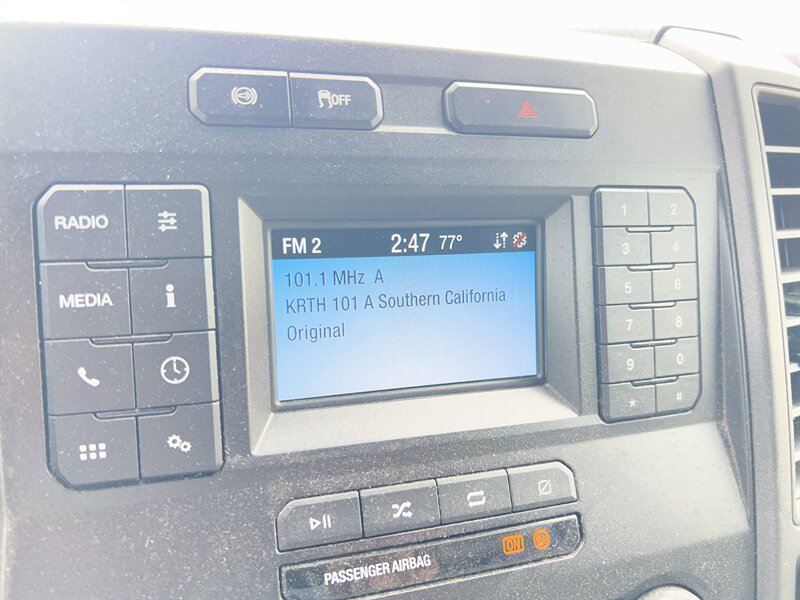 OFF
RADIO
MEDIA
FM 2 2:47 77°
101.1 MHz A
KRTH 101 A Southern California
Original
1 2
3 4
5 6
7 8
9 0
* #
PASSENGER AIRBAG ON